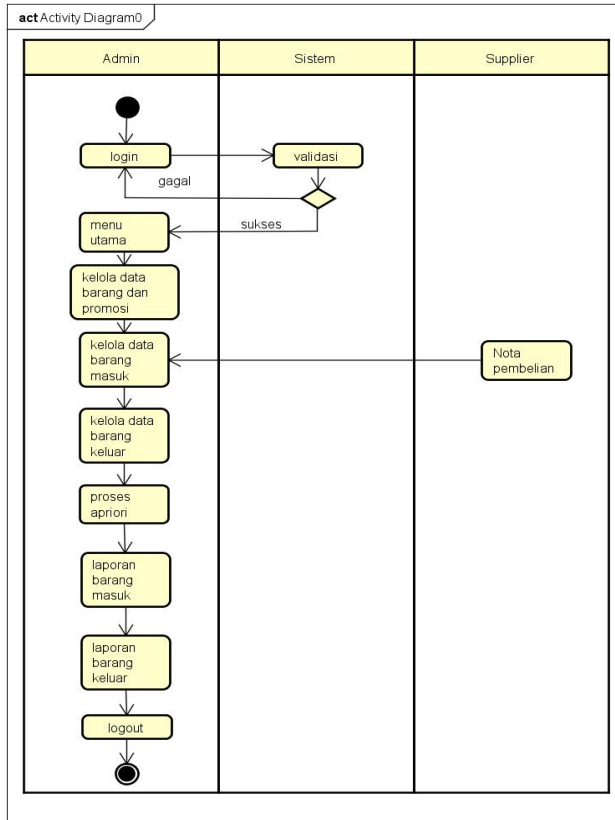 act Activity Diagram0
Admin
Sistem
Supplier
login
validasi
gagal
sukses
menu
utama
kelola data
barang dan
promosi
kelola data
barang
masuk
Nota
pembelian
kelola data
barang
keluar
proses
apriori
laporan
barang
masuk
laporan
barang
keluar
logout